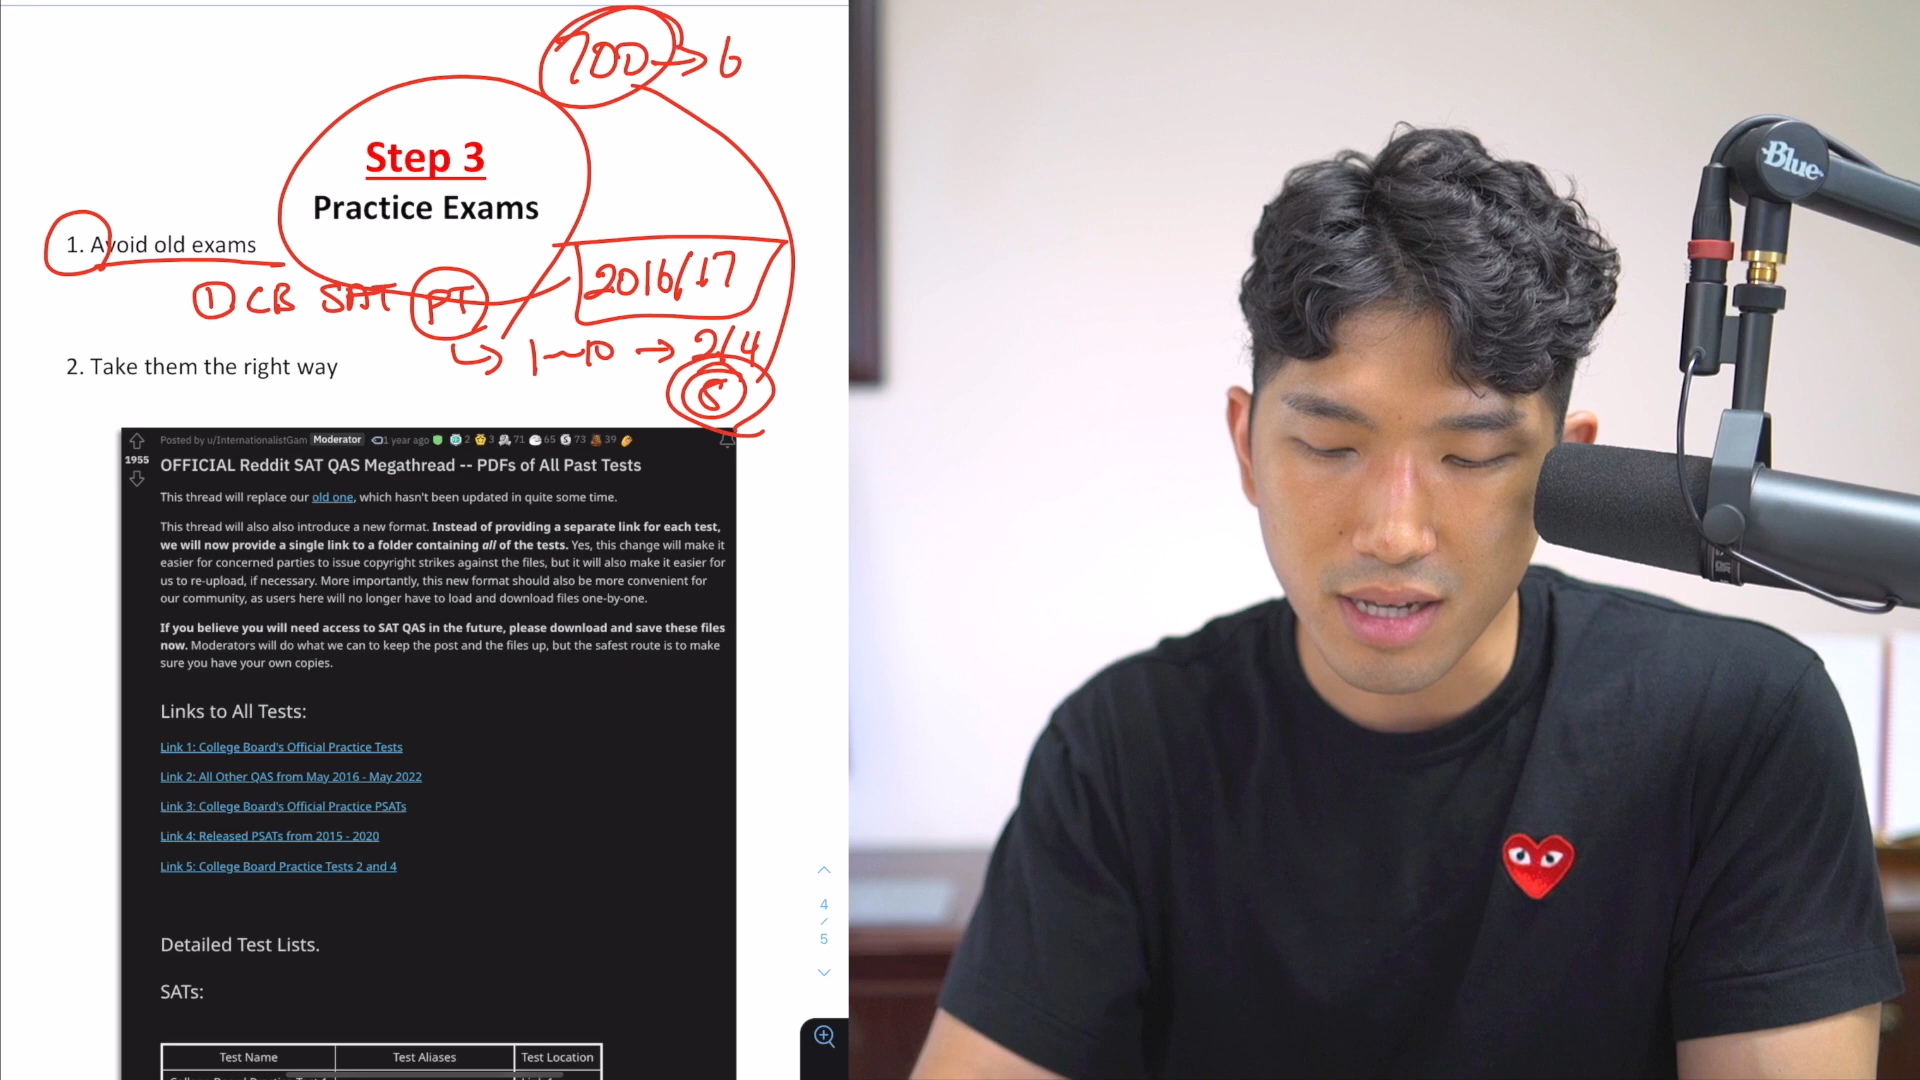 700 → 6
Step 3
Practice Exams
1. Avoid old exams
① CB SAT PT
2016/17
↳ 1~10 → 2/4
8
2. Take them the right way
Posted by u/InternationalistGam Moderator 1 year ago 2 3 71 65 73 39
1955
OFFICIAL Reddit SAT QAS Megathread -- PDFs of All Past Tests
This thread will replace our old one, which hasn't been updated in quite some time.
This thread will also also introduce a new format. Instead of providing a separate link for each test,
we will now provide a single link to a folder containing all of the tests. Yes, this change will make it
easier for concerned parties to issue copyright strikes against the files, but it will also make it easier for
us to re-upload, if necessary. More importantly, this new format should also be more convenient for
our community, as users here will no longer have to load and download files one-by-one.
If you believe you will need access to SAT QAS in the future, please download and save these files
now. Moderators will do what we can to keep the post and the files up, but the safest route is to make
sure you have your own copies.
Links to All Tests:
Link 1: College Board's Official Practice Tests
Link 2: All Other QAS from May 2016 - May 2022
Link 3: College Board's Official Practice PSATs
Link 4: Released PSATs from 2015 - 2020
Link 5: College Board Practice Tests 2 and 4
Detailed Test Lists.
SATs:
Test Name Test Aliases Test Location
4
/
5
Blue